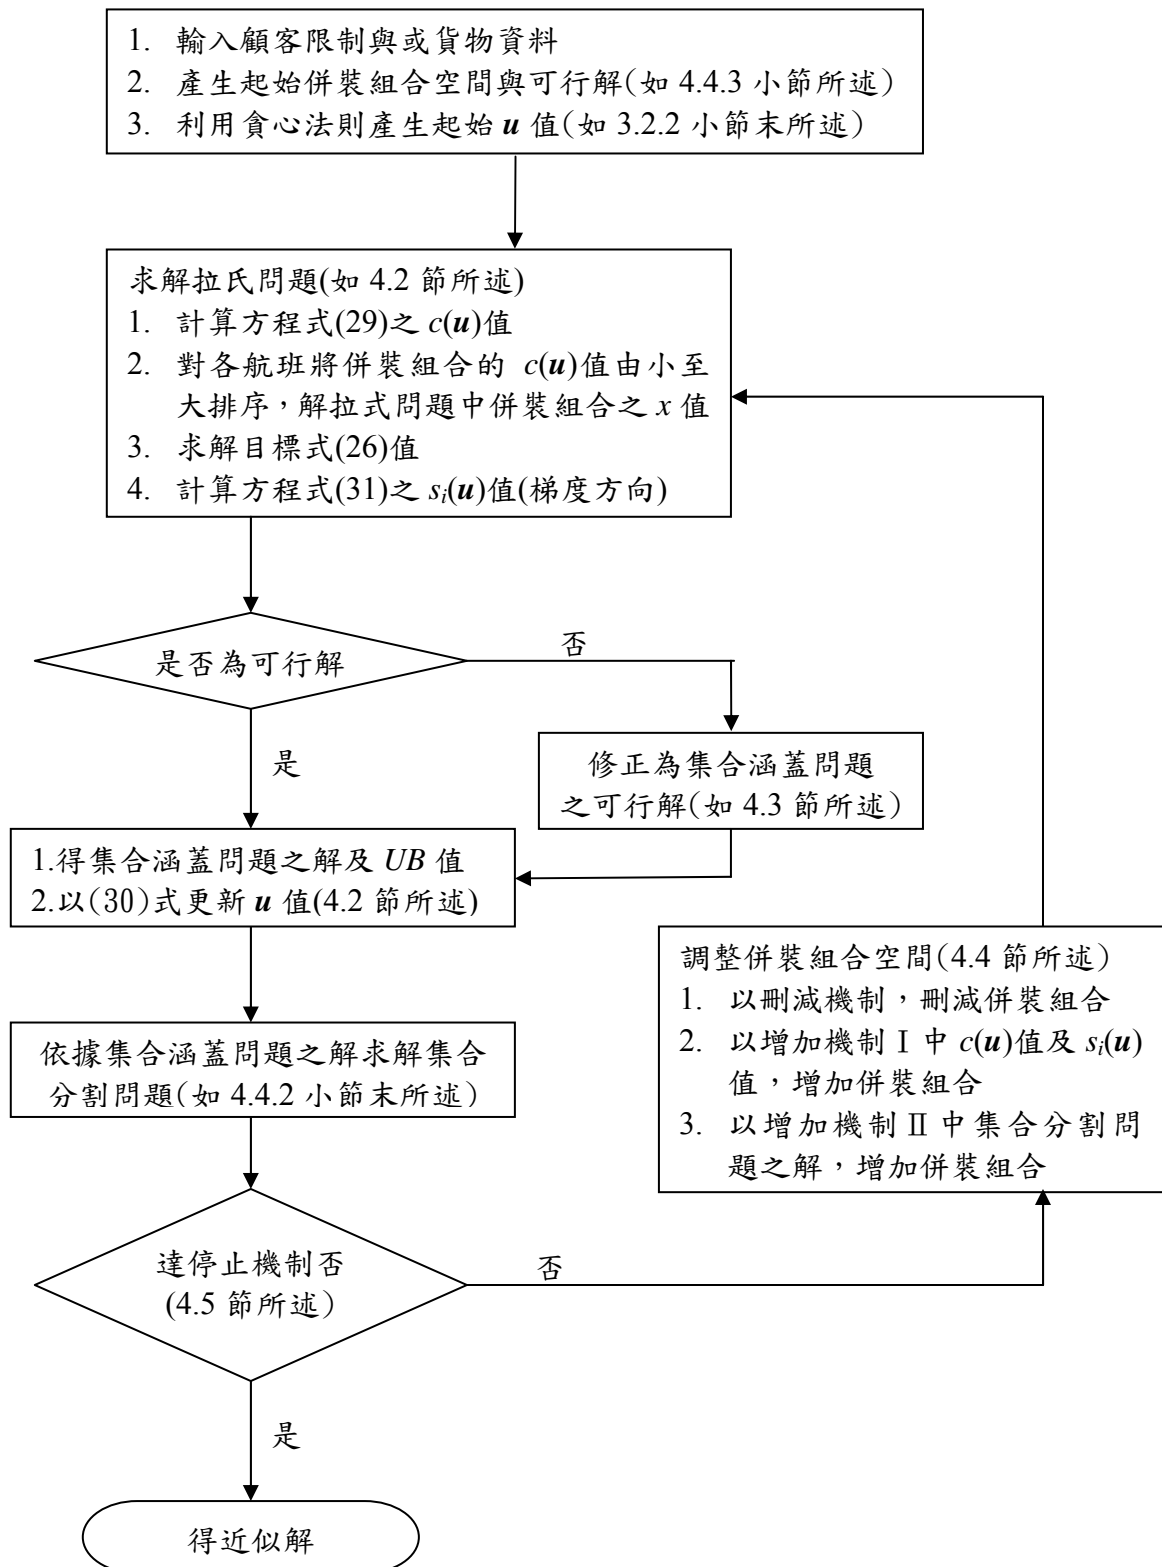 1. 輸入顧客限制與或貨物資料
2. 產生起始併裝組合空間與可行解(如 4.4.3 小節所述)
3. 利用貪心法則產生起始 u 值(如 3.2.2 小節末所述)
求解拉氏問題(如 4.2 節所述)
1. 計算方程式(29)之 c(u)值
2. 對各航班將併裝組合的 c(u)值由小至
大排序，解拉式問題中併裝組合之 x 值
3. 求解目標式(26)值
4. 計算方程式(31)之 si(u)值(梯度方向)
是否為可行解
否
是
修正為集合涵蓋問題
之可行解(如 4.3 節所述)
1.得集合涵蓋問題之解及 UB 值
2.以(30)式更新 u 值(4.2 節所述)
依據集合涵蓋問題之解求解集合
分割問題(如 4.4.2 小節末所述)
調整併裝組合空間(4.4 節所述)
1. 以刪減機制，刪減併裝組合
2. 以增加機制Ⅰ中 c(u)值及 si(u)
值，增加併裝組合
3. 以增加機制Ⅱ中集合分割問
題之解，增加併裝組合
達停止機制否
(4.5 節所述)
否
是
得近似解